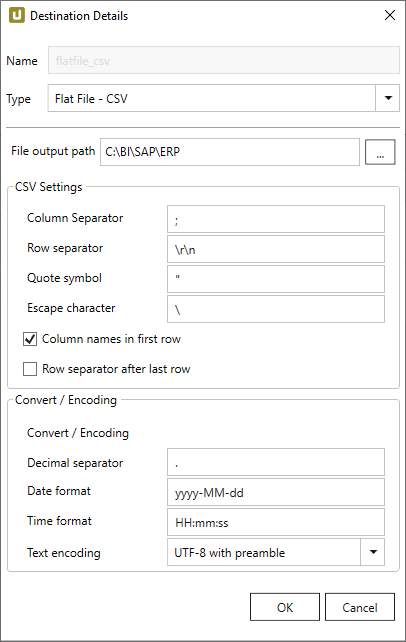 Destination Details
Name flatfile_csv
Type Flat File - CSV
File output path C:\BI\SAP\ERP ...
CSV Settings
Column Separator ;
Row separator \r\n
Quote symbol "
Escape character \
Column names in first row
Row separator after last row
Convert / Encoding
Convert / Encoding
Decimal separator .
Date format yyyy-MM-dd
Time format HH:mm:ss
Text encoding UTF-8 with preamble
OK Cancel